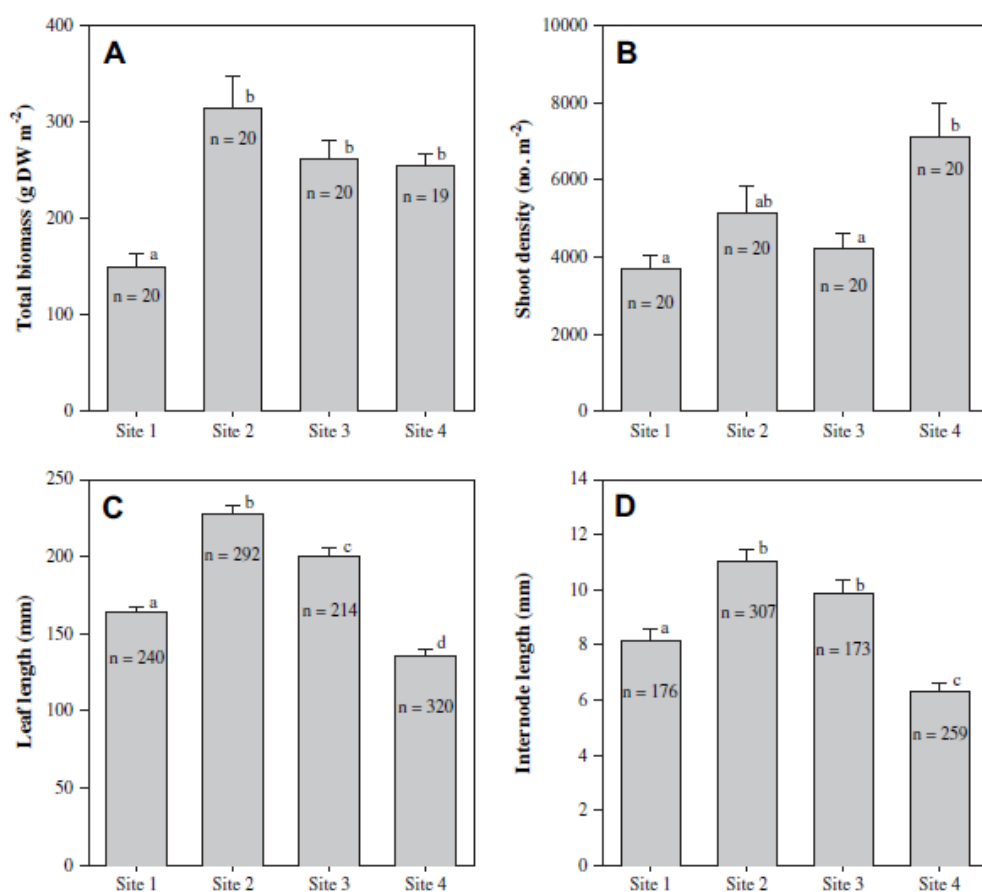 A
Total biomass (g DW m⁻²)
400
300
200
100
0
a
b
b
b
n = 20
n = 20
n = 20
n = 19
Site 1
Site 2
Site 3
Site 4
B
Shoot density (no. m⁻²)
10000
8000
6000
4000
2000
0
a
ab
a
b
n = 20
n = 20
n = 20
n = 20
Site 1
Site 2
Site 3
Site 4
C
Leaf length (mm)
250
200
150
100
50
0
a
b
c
d
n = 240
n = 292
n = 214
n = 320
Site 1
Site 2
Site 3
Site 4
D
Internode length (mm)
14
12
10
8
6
4
2
0
a
b
b
c
n = 176
n = 307
n = 173
n = 259
Site 1
Site 2
Site 3
Site 4